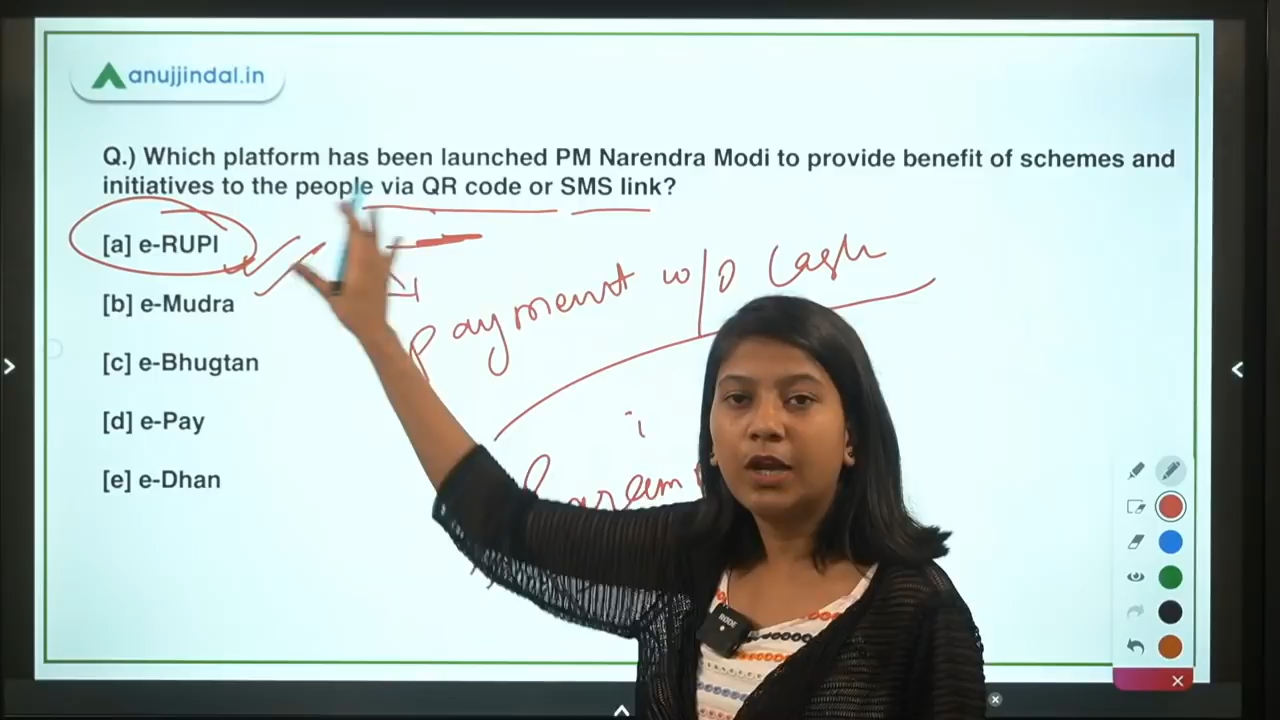 anujjindal.in
Q.) Which platform has been launched PM Narendra Modi to provide benefit of schemes and
initiatives to the people via QR code or SMS link?
[a] e-RUPI
[b] e-Mudra
[c] e-Bhugtan
[d] e-Pay
[e] e-Dhan
Payment w/o Cash
i
RODE